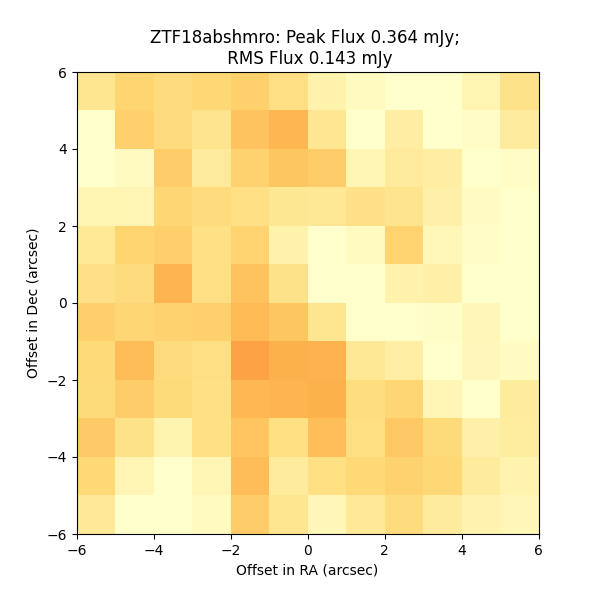 ZTF18abshmro: Peak Flux 0.364 mJy;
RMS Flux 0.143 mJy
6
4
2
0
−2
−4
−6
Offset in Dec (arcsec)
−6 −4 −2 0 2 4 6
Offset in RA (arcsec)